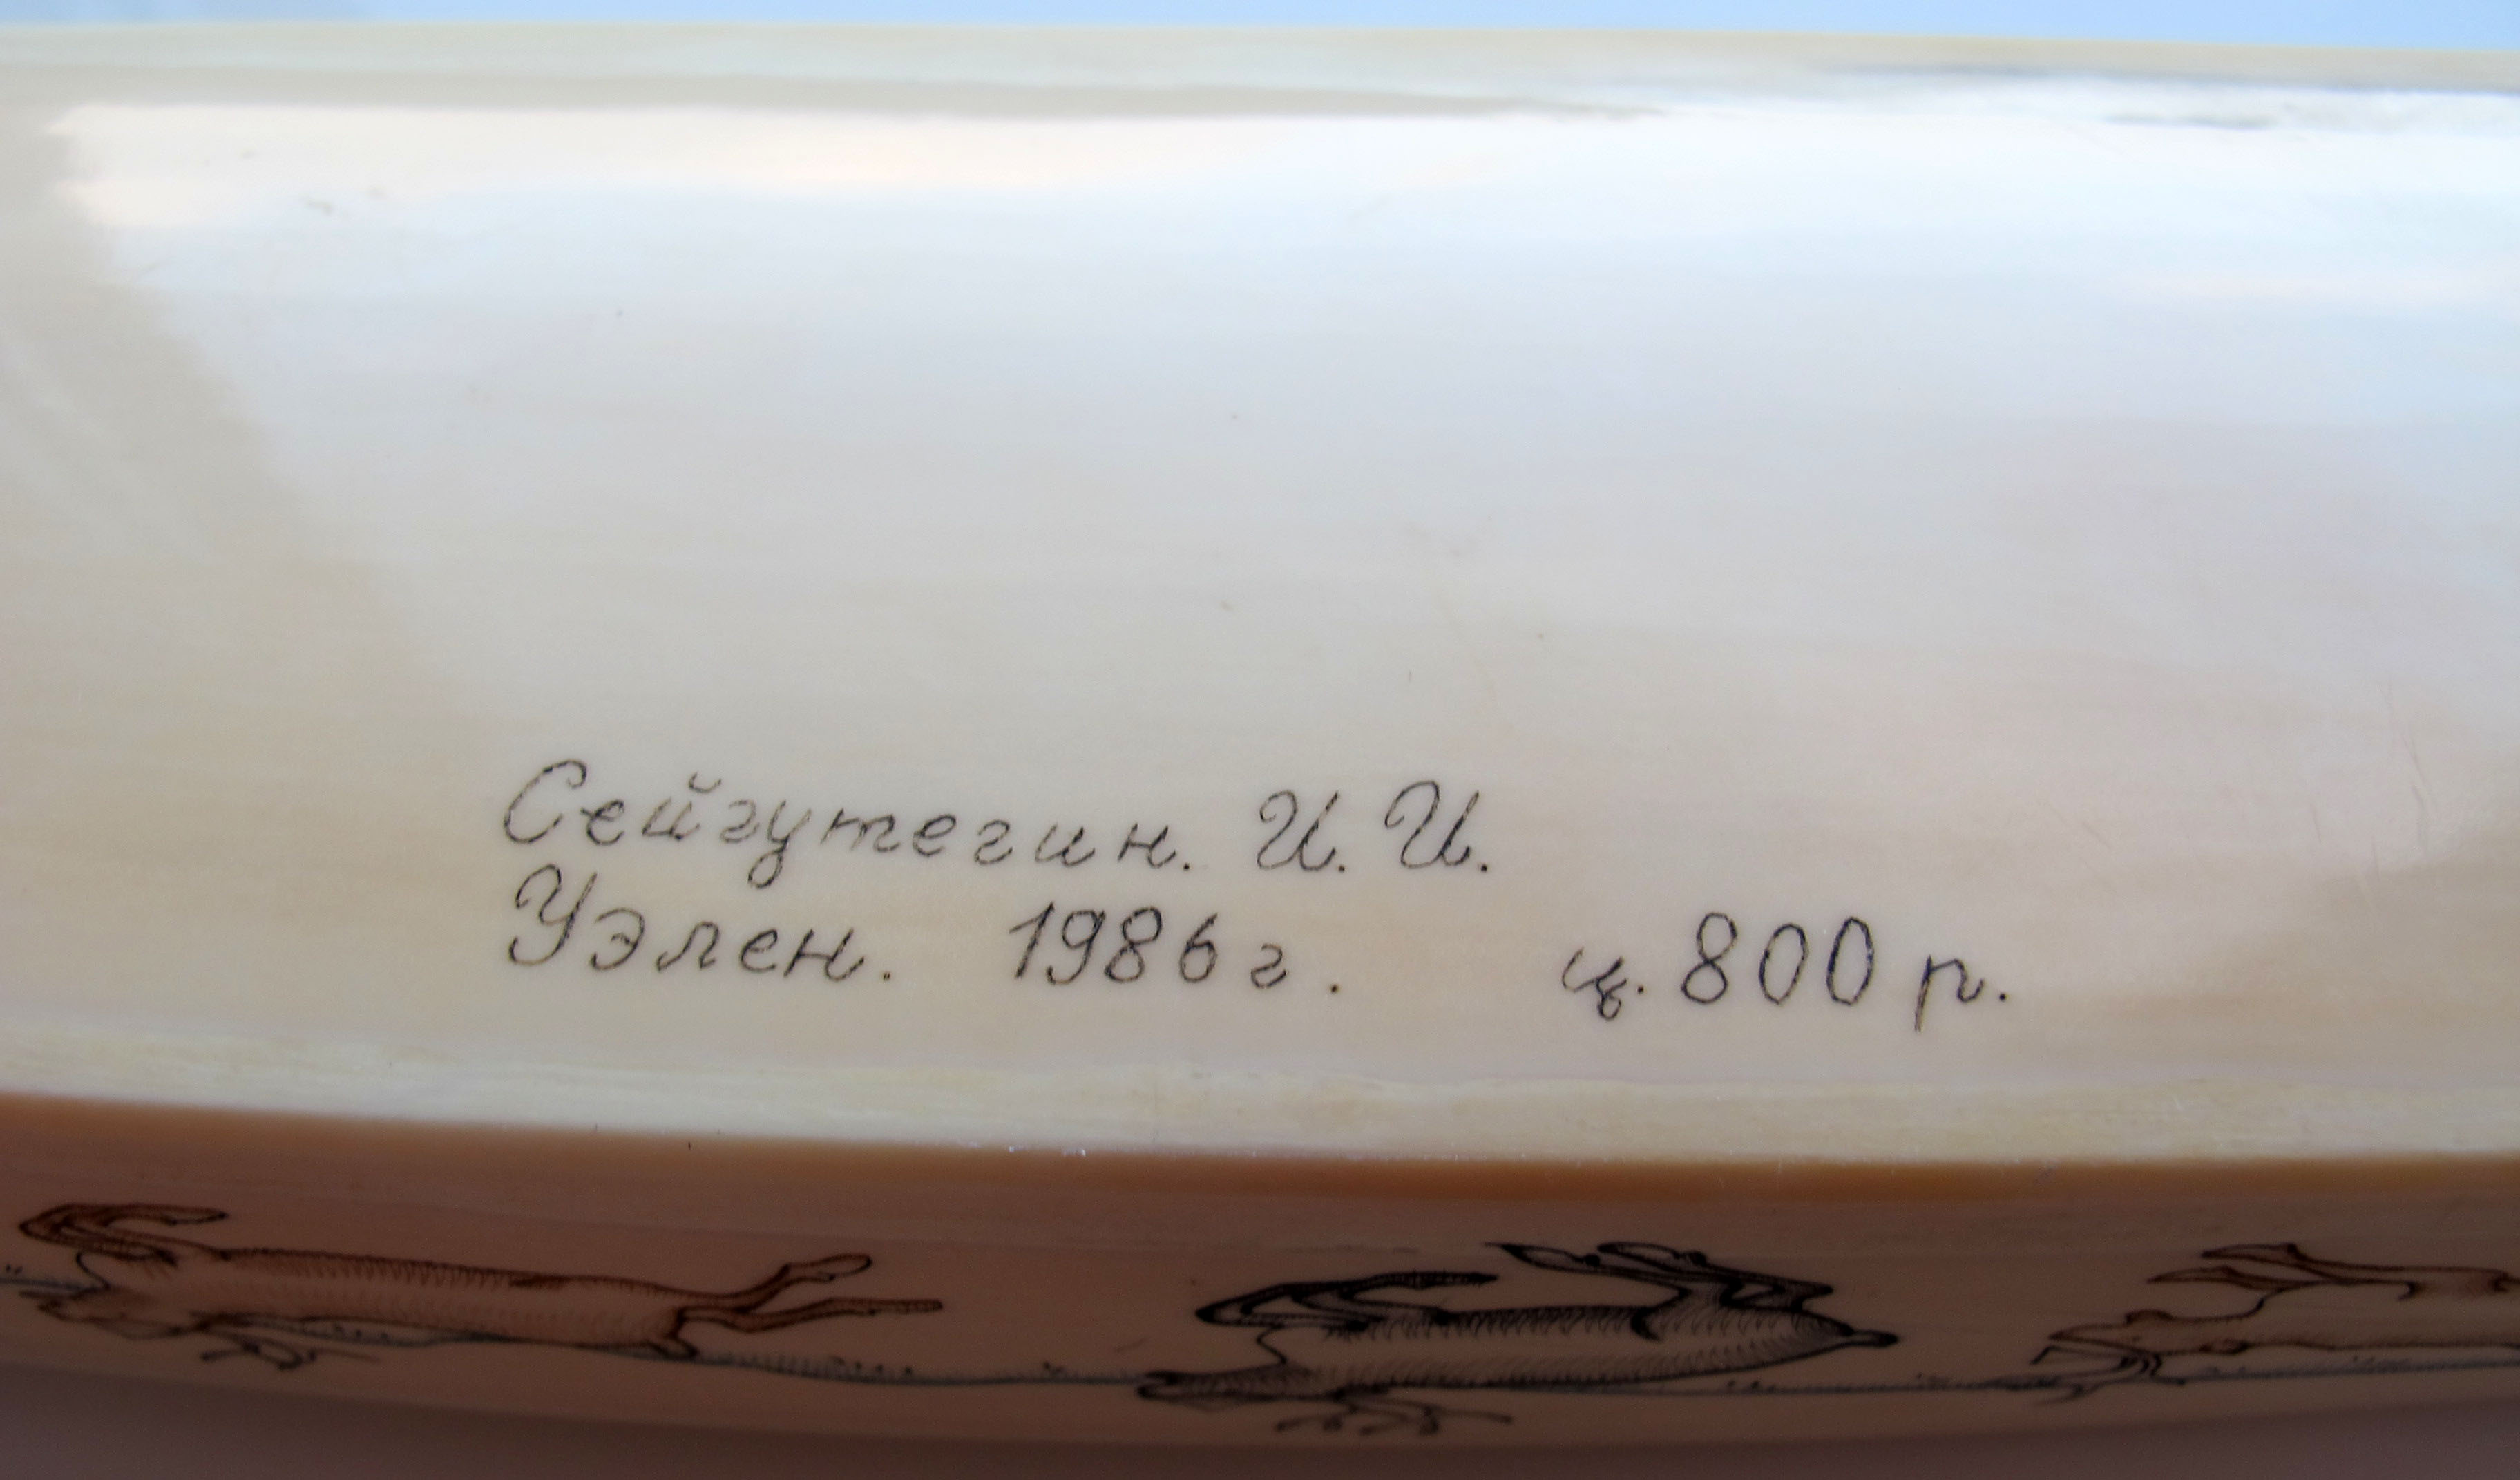 Сейгутегин. И. И.
Уэлен. 1986 г. ц. 800 р.